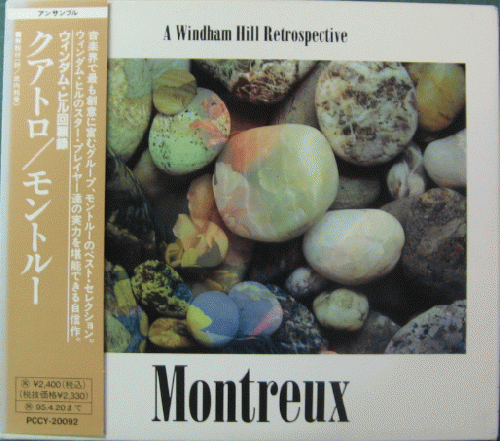 A Windham Hill Retrospective
Montreux
アンサンブル
クアトロ/モントルー
ウィンダム・ヒル回顧録
音楽界で最も創意に富むグループ、モントルーのベスト・セレクション。
ウィンダム・ヒルのスター・プレイヤー達の実力を堪能できる自信作。
¥2,400(税込)
(税抜価格¥2,330)
95.4.20まで
PCCY-20092